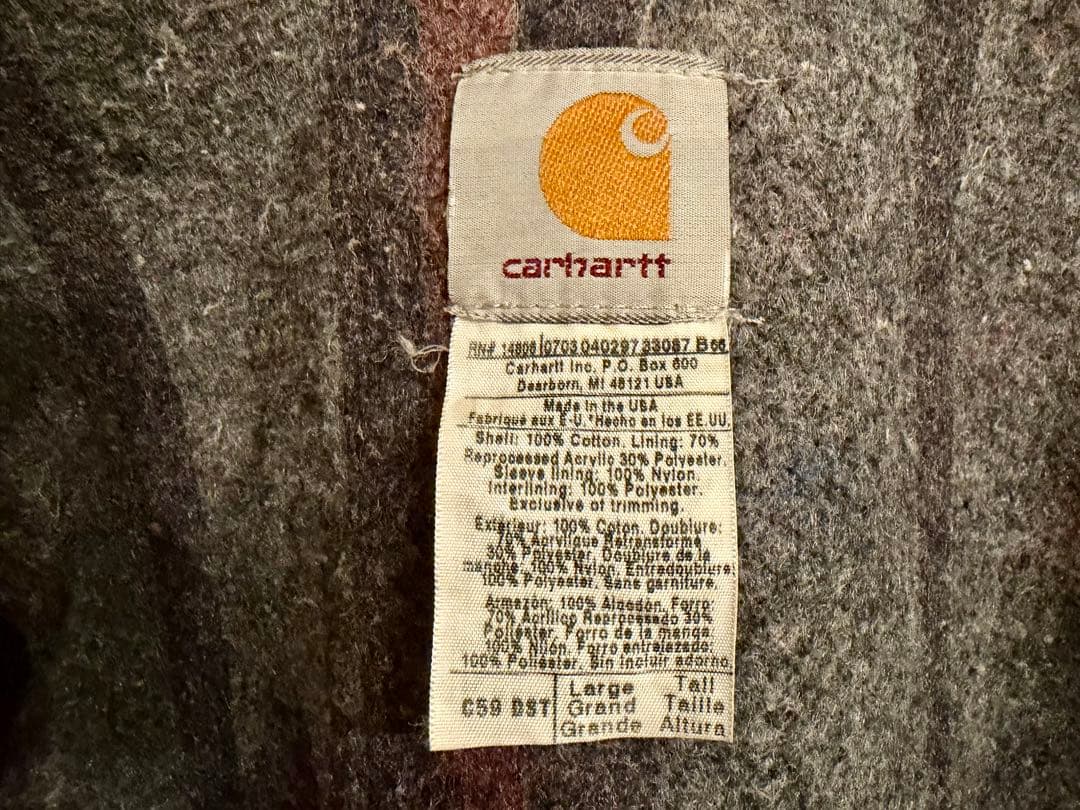 carhartt
RN# 14806 0703 040297 33087 B66
Carhartt Inc. P.O. Box 600
Dearborn, MI 48121 USA
Made in the USA
Fabriqué aux É-U. *Hecho en los EE.UU.
Shell: 100% Cotton, Lining: 70%
Reprocessed Acrylic 30% Polyester.
Sleeve lining: 100% Nylon.
Interlining: 100% Polyester.
Exclusive of trimming.
Extérieur: 100% Coton, Doublure:
70% Acrylique Retransformé
30% Polyester, Doublure de la
manche: 100% Nylon, Entredoublure:
100% Polyester, Sans garniture.
Armazón: 100% Algodón, Forro:
70% Acrílico Reprocesado 30%
Poliester, Forro de la manga:
100% Nilon, Forro entrelazado:
100% Poliester, Sin incluir adorno
C59 DST
Large Tall
Grand Taille
Grande Altura